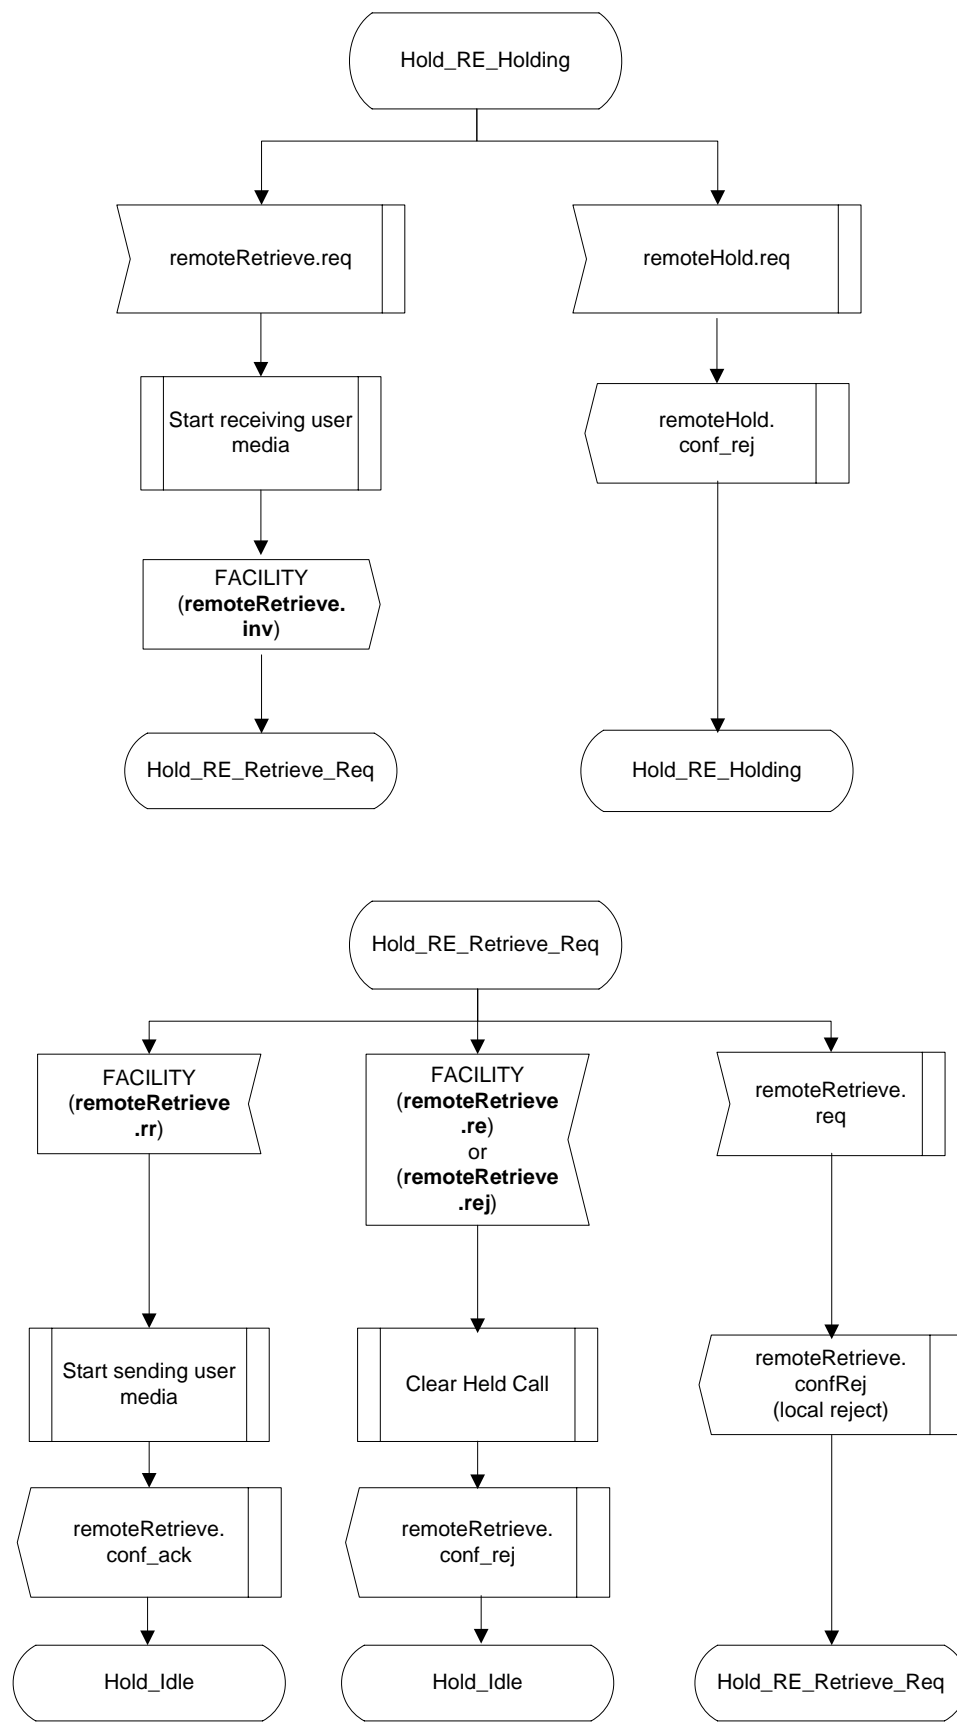 Hold_RE_Holding
remoteRetrieve.req
remoteHold.req
Start receiving user
media
remoteHold.
conf_rej
FACILITY
(remoteRetrieve.
inv)
Hold_RE_Retrieve_Req
Hold_RE_Holding
Hold_RE_Retrieve_Req
FACILITY
(remoteRetrieve
.rr)
FACILITY
(remoteRetrieve
.re)
or
(remoteRetrieve
.rej)
remoteRetrieve.
req
Start sending user
media
Clear Held Call
remoteRetrieve.
confRej
(local reject)
remoteRetrieve.
conf_ack
remoteRetrieve.
conf_rej
Hold_Idle
Hold_Idle
Hold_RE_Retrieve_Req